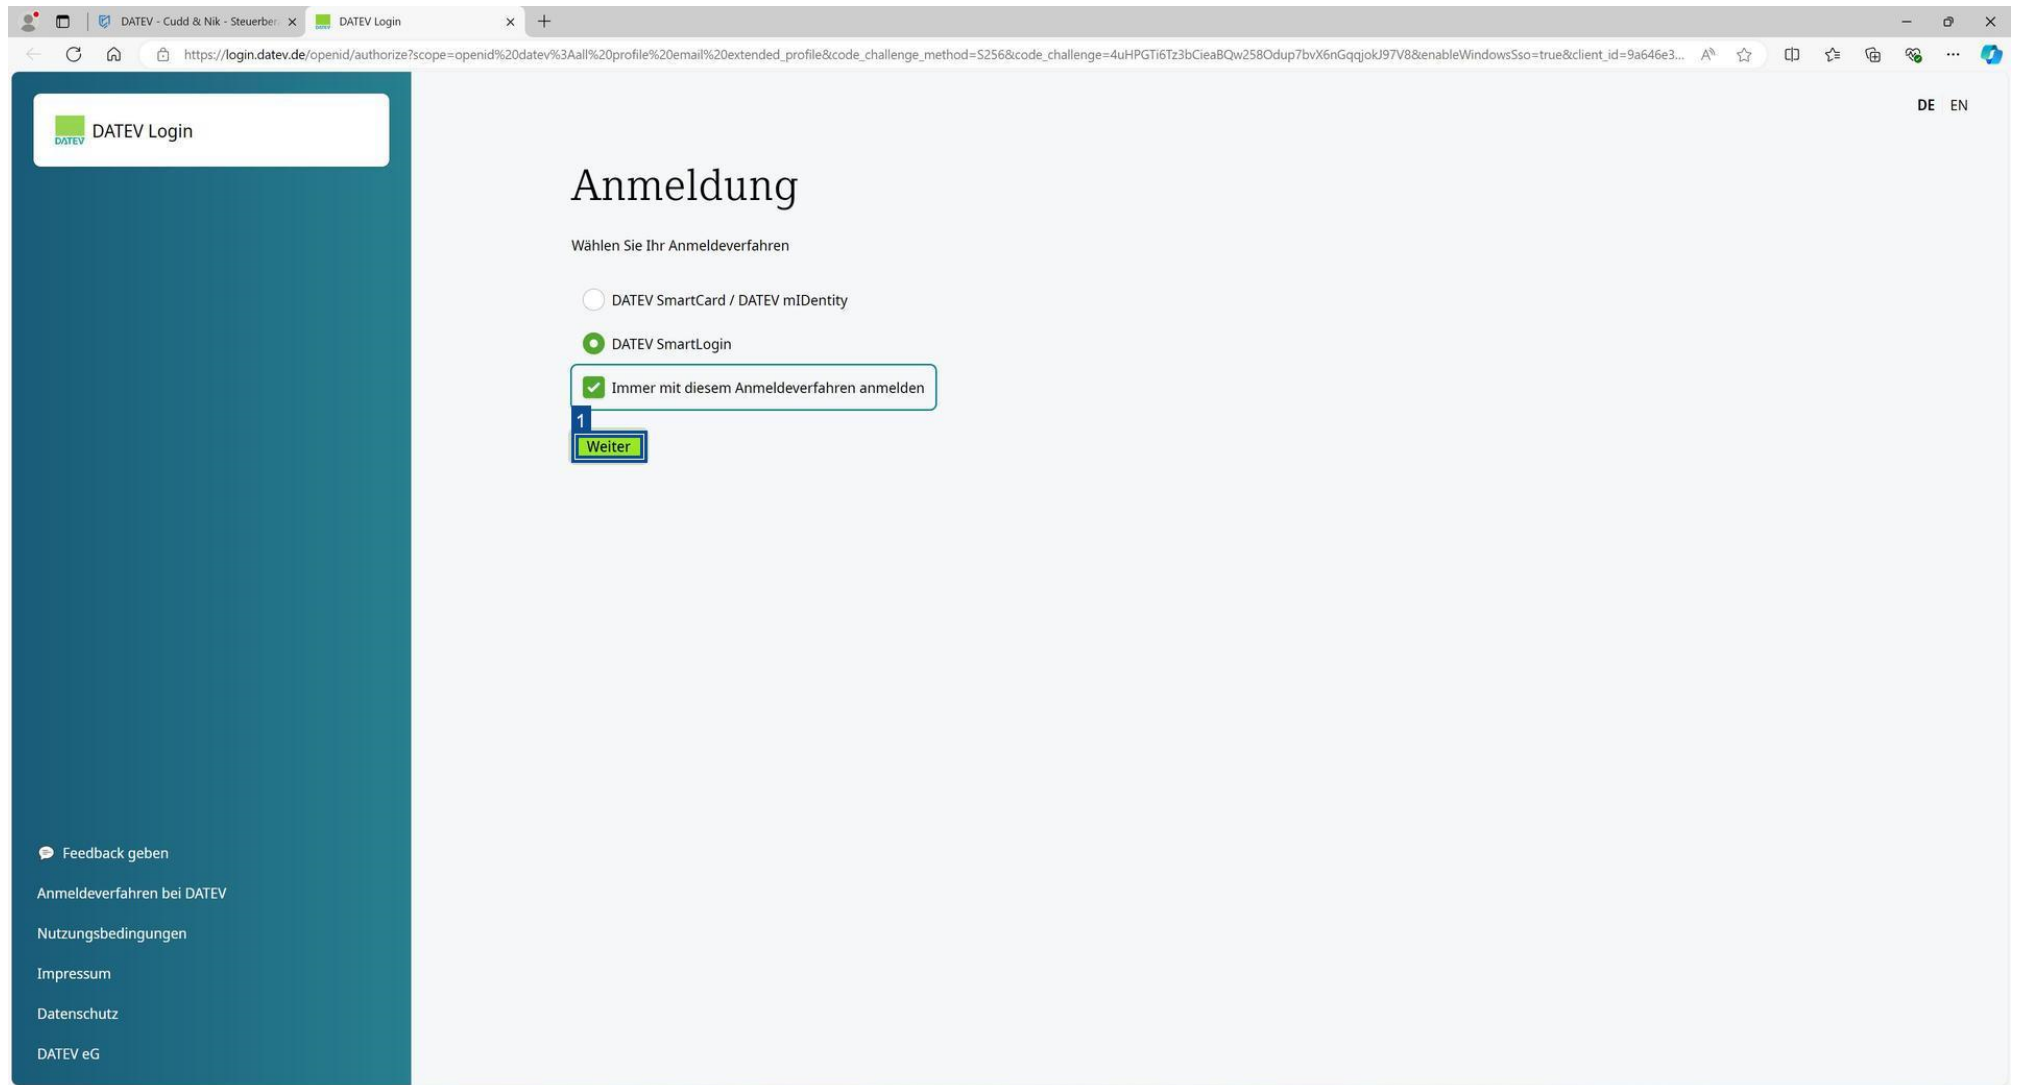 DATEV - Cudd & Nik - Steuerber
DATEV Login
https://login.datev.de/openid/authorize?scope=openid%20datev%3Aall%20profile%20email%20extended_profile&code_challenge_method=S256&code_challenge=4uHPGTi6Tz3bCieaBQw258Odup7bvX6nGqqjokJ97V8&enableWindowsSso=true&client_id=9a646e3...
DE EN
DATEV
DATEV Login
Anmeldung
Wählen Sie Ihr Anmeldeverfahren
DATEV SmartCard / DATEV mIDentity
DATEV SmartLogin
Immer mit diesem Anmeldeverfahren anmelden
1
Weiter
Feedback geben
Anmeldeverfahren bei DATEV
Nutzungsbedingungen
Impressum
Datenschutz
DATEV eG